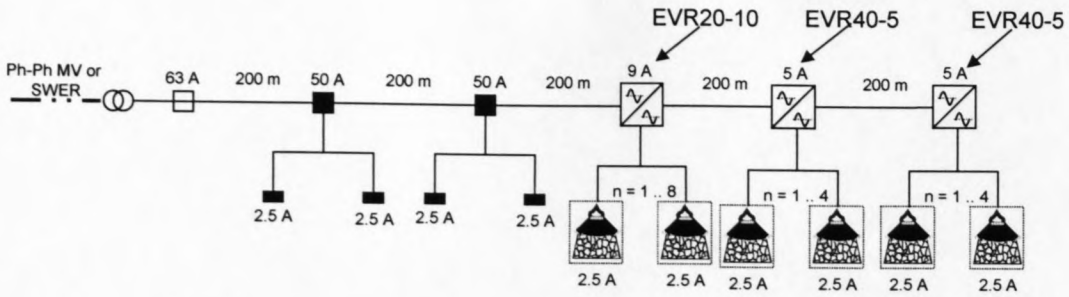 EVR20-10
EVR40-5
EVR40-5
Ph-Ph MV or
SWER
63 A
200 m
50 A
200 m
50 A
200 m
9 A
200 m
5 A
200 m
5 A
2.5 A
2.5 A
2.5 A
2.5 A
n = 1 .. 8
n = 1 .. 4
n = 1 .. 4
2.5 A
2.5 A
2.5 A
2.5 A
2.5 A
2.5 A